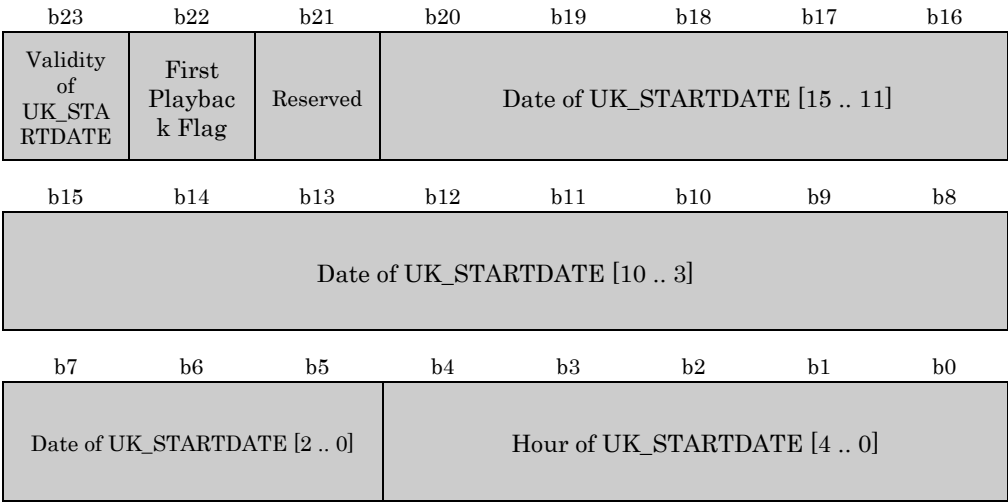 b23 b22 b21 b20 b19 b18 b17 b16
Validity
of
UK_STA
RTDATE
First
Playbac
k Flag
Reserved
Date of UK_STARTDATE [15 .. 11]
b15 b14 b13 b12 b11 b10 b9 b8
Date of UK_STARTDATE [10 .. 3]
b7 b6 b5 b4 b3 b2 b1 b0
Date of UK_STARTDATE [2 .. 0]
Hour of UK_STARTDATE [4 .. 0]